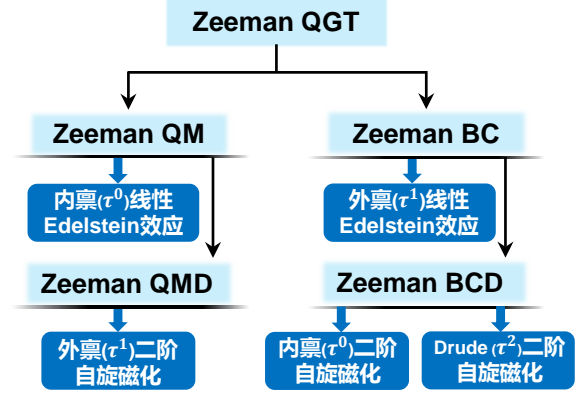 Zeeman QGT
Zeeman QM
Zeeman BC
内禀(τ⁰)线性
Edelstein效应
外禀(τ¹)线性
Edelstein效应
Zeeman QMD
Zeeman BCD
外禀(τ¹)二阶
自旋磁化
内禀(τ⁰)二阶
自旋磁化
Drude (τ²)二阶
自旋磁化